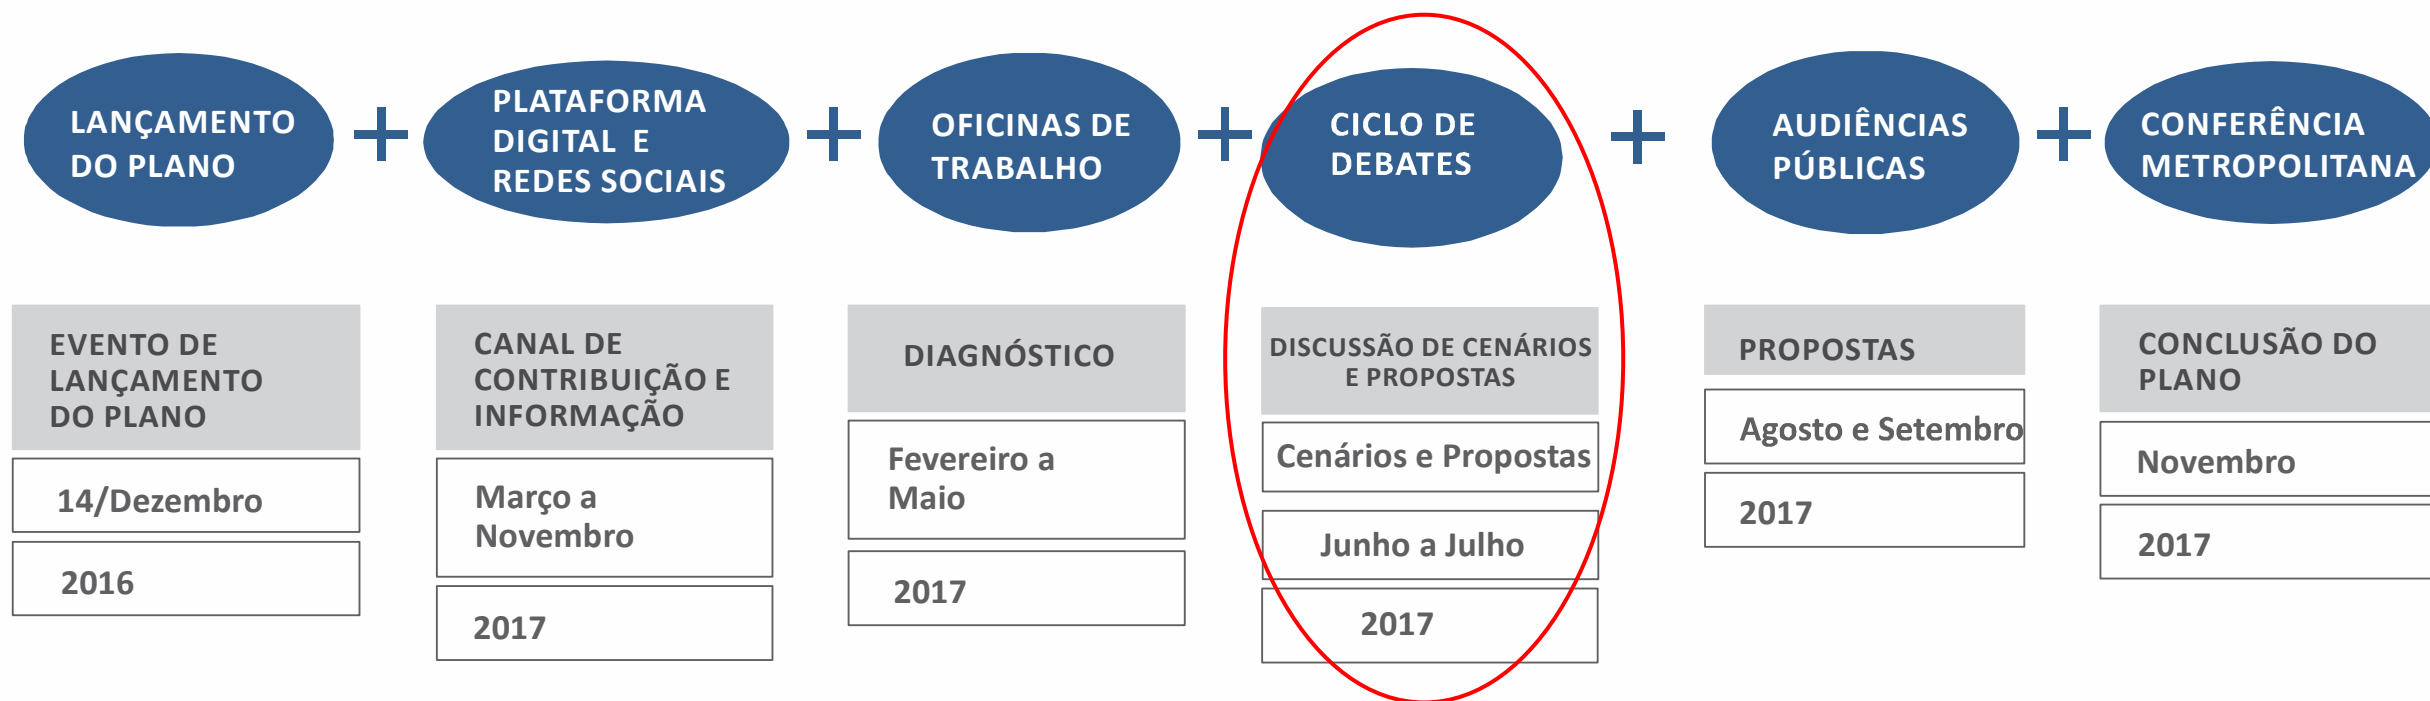 LANÇAMENTO
DO PLANO
PLATAFORMA
DIGITAL E
REDES SOCIAIS
OFICINAS DE
TRABALHO
CICLO DE
DEBATES
AUDIÊNCIAS
PÚBLICAS
CONFERÊNCIA
METROPOLITANA
EVENTO DE
LANÇAMENTO
DO PLANO
14/Dezembro
2016
CANAL DE
CONTRIBUIÇÃO E
INFORMAÇÃO
Março a
Novembro
2017
DIAGNÓSTICO
Fevereiro a
Maio
2017
DISCUSSÃO DE CENÁRIOS
E PROPOSTAS
Cenários e Propostas
Junho a Julho
2017
PROPOSTAS
Agosto e Setembro
2017
CONCLUSÃO DO
PLANO
Novembro
2017